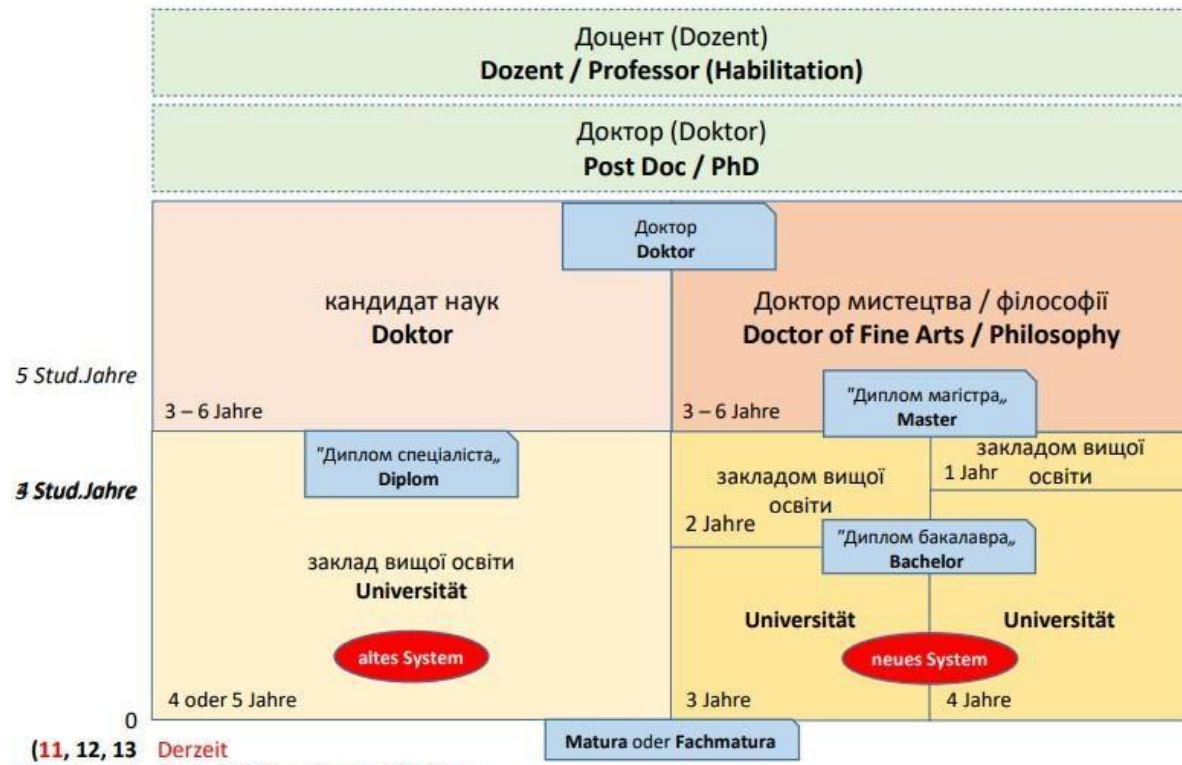 Доцент (Dozent)
Dozent / Professor (Habilitation)
Доктор (Doktor)
Post Doc / PhD
Доктор
Doktor
кандидат наук
Doktor
Доктор мистецтва / філософії
Doctor of Fine Arts / Philosophy
5 Stud.Jahre
3 – 6 Jahre
3 – 6 Jahre
"Диплом магістра„
Master
"Диплом спеціаліста„
Diplom
закладом вищої
освіти
1 Jahr
закладом вищої
освіти
2 Jahre
Stud.Jahre
"Диплом бакалавра„
Bachelor
заклад вищої освіти
Universität
Universität
Universität
altes System
neues System
4 oder 5 Jahre
3 Jahre
4 Jahre
0
(11, 12, 13 Derzeit
Matura oder Fachmatura